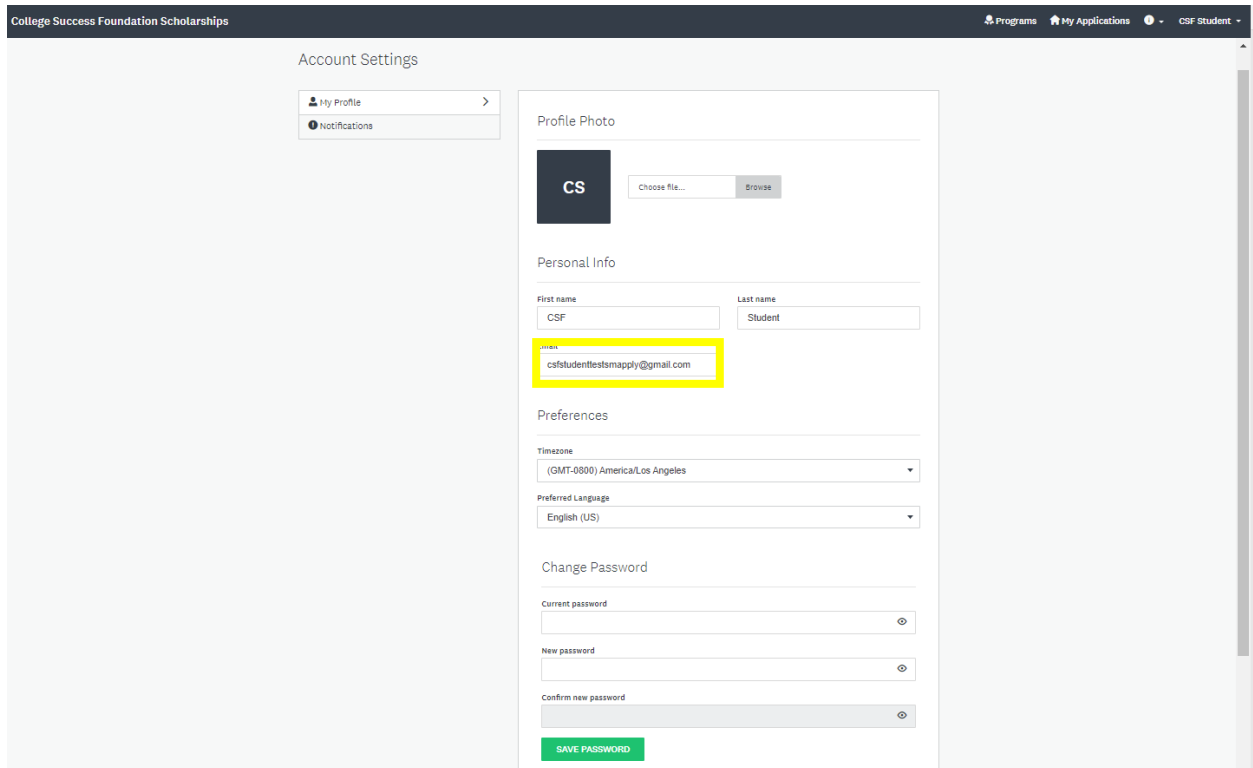 College Success Foundation Scholarships
Programs My Applications CSF Student
Account Settings
My Profile
Notifications
Profile Photo
CS
Choose file... Browse
Personal Info
First name Last name
CSF Student
Email
csfstudenttestsmapply@gmail.com
Preferences
Timezone
(GMT-0800) America/Los Angeles
Preferred Language
English (US)
Change Password
Current password
New password
Confirm new password
SAVE PASSWORD